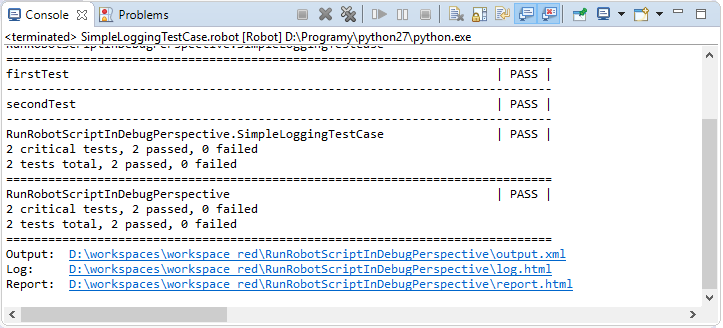 Console
Problems
<terminated> SimpleLoggingTestCase.robot [Robot] D:\Programy\python27\python.exe
RunRobotScriptInDebugPerspective.SimpleLoggingTestCase
==============================================================================
firstTest                                                             | PASS |
------------------------------------------------------------------------------
secondTest                                                            | PASS |
------------------------------------------------------------------------------
RunRobotScriptInDebugPerspective.SimpleLoggingTestCase                | PASS |
2 critical tests, 2 passed, 0 failed
2 tests total, 2 passed, 0 failed
==============================================================================
RunRobotScriptInDebugPerspective                                      | PASS |
2 critical tests, 2 passed, 0 failed
2 tests total, 2 passed, 0 failed
==============================================================================
Output:  D:\workspaces\workspace_red\RunRobotScriptInDebugPerspective\output.xml
Log:     D:\workspaces\workspace_red\RunRobotScriptInDebugPerspective\log.html
Report:  D:\workspaces\workspace_red\RunRobotScriptInDebugPerspective\report.html